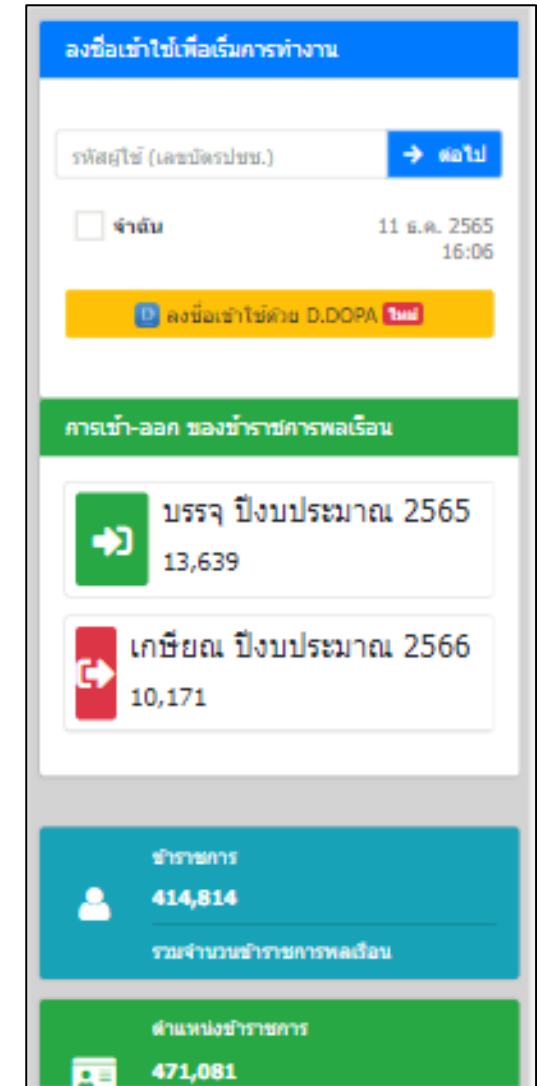 ลงชื่อเข้าใช้เพื่อเริ่มการทำงาน
รหัสผู้ใช้ (เลขบัตรปชช.)
ต่อไป
จำฉัน
11 ธ.ค. 2565
16:06
ลงชื่อเข้าใช้ด้วย D.DOPA ใหม่
การเข้า-ออก ของข้าราชการพลเรือน
บรรจุ ปีงบประมาณ 2565
13,639
เกษียณ ปีงบประมาณ 2566
10,171
ข้าราชการ
414,814
รวมจำนวนข้าราชการพลเรือน
ตำแหน่งข้าราชการ
471,081